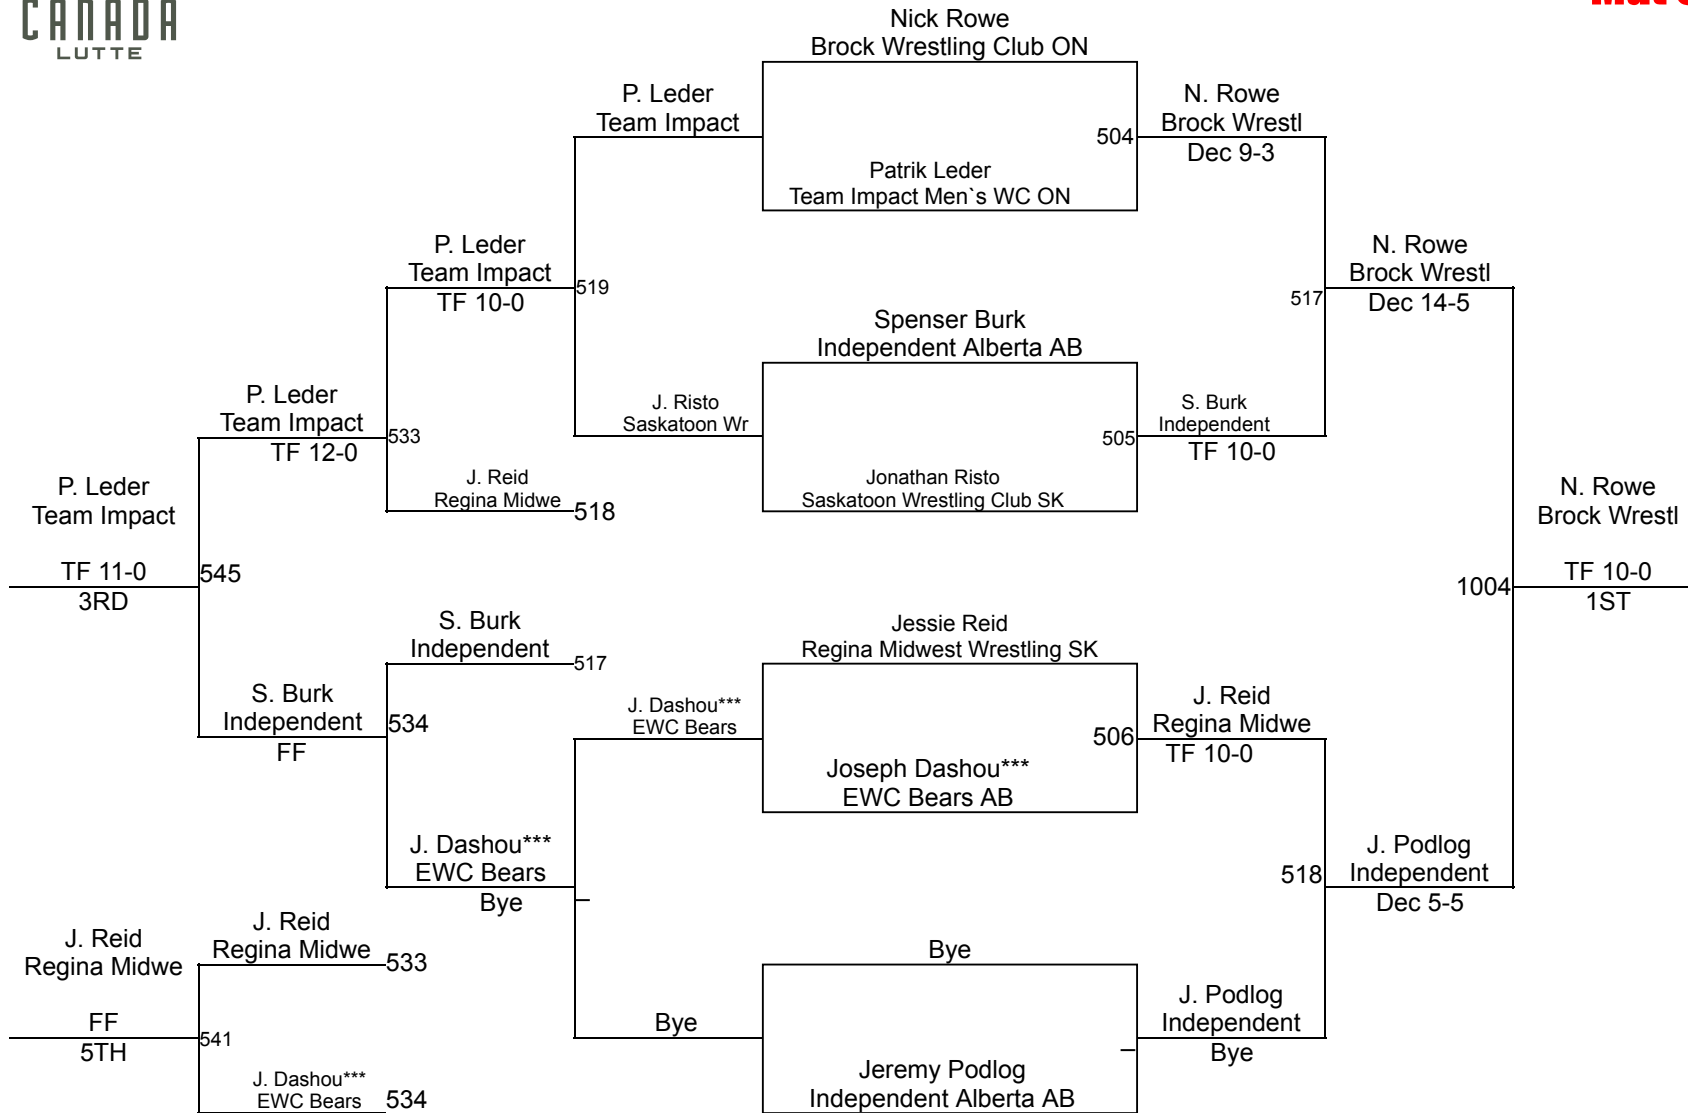 CANADA
LUTTE
Nick Rowe
Brock Wrestling Club ON
P. Leder
Team Impact
504
N. Rowe
Brock Wrestl
Dec 9-3
Patrik Leder
Team Impact Men`s WC ON
P. Leder
Team Impact
TF 10-0
519
517
N. Rowe
Brock Wrestl
Dec 14-5
Spenser Burk
Independent Alberta AB
P. Leder
Team Impact
TF 12-0
533
J. Risto
Saskatoon Wr
505
S. Burk
Independent
TF 10-0
J. Reid
Regina Midwe
518
Jonathan Risto
Saskatoon Wrestling Club SK
P. Leder
Team Impact
TF 11-0
3RD
545
N. Rowe
Brock Wrestl
1004
TF 10-0
1ST
S. Burk
Independent
517
Jessie Reid
Regina Midwest Wrestling SK
S. Burk
Independent
FF
534
J. Dashou***
EWC Bears
506
J. Reid
Regina Midwe
TF 10-0
Joseph Dashou***
EWC Bears AB
J. Dashou***
EWC Bears
Bye
518
J. Podlog
Independent
Dec 5-5
J. Reid
Regina Midwe
J. Reid
Regina Midwe
533
Bye
FF
5TH
541
Bye
J. Podlog
Independent
Bye
J. Dashou***
EWC Bears
534
Jeremy Podlog
Independent Alberta AB